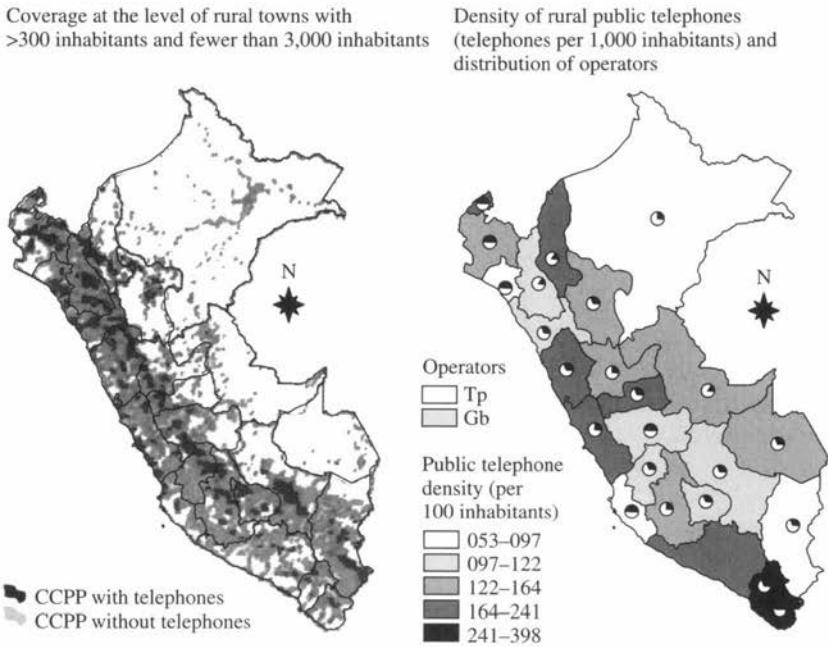 Coverage at the level of rural towns with
>300 inhabitants and fewer than 3,000 inhabitants
Density of rural public telephones
(telephones per 1,000 inhabitants) and
distribution of operators
N
CCPP with telephones
CCPP without telephones
N
Operators
Tp
Gb
Public telephone
density (per
100 inhabitants)
053–097
097–122
122–164
164–241
241–398